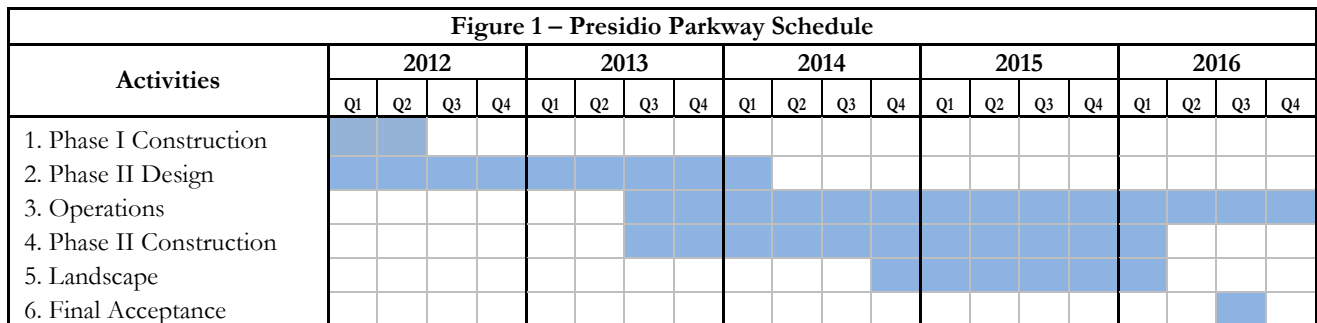 Figure 1 – Presidio Parkway Schedule
Activities 2012 2013 2014 2015 2016
Q1 Q2 Q3 Q4 Q1 Q2 Q3 Q4 Q1 Q2 Q3 Q4 Q1 Q2 Q3 Q4 Q1 Q2 Q3 Q4
1. Phase I Construction
2. Phase II Design
3. Operations
4. Phase II Construction
5. Landscape
6. Final Acceptance